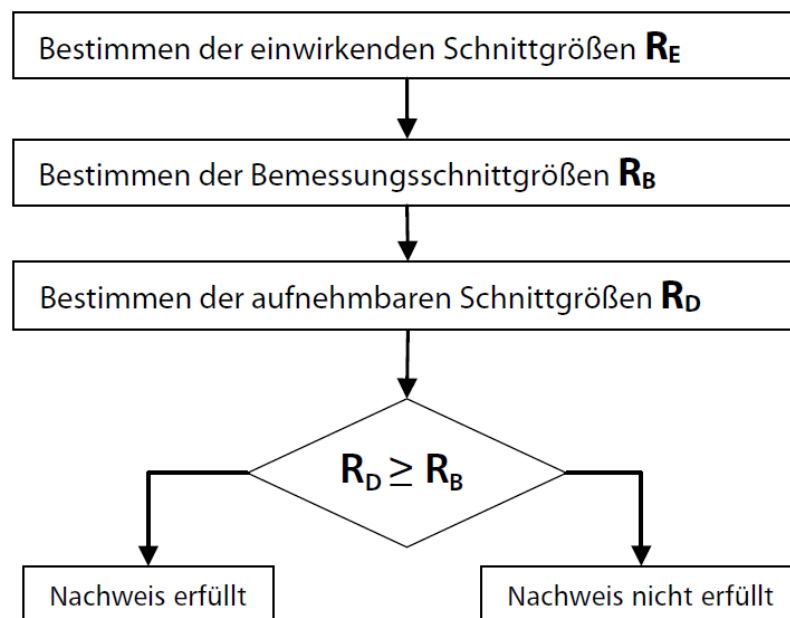 Bestimmen der einwirkenden Schnittgrößen R_E
Bestimmen der Bemessungsschnittgrößen R_B
Bestimmen der aufnehmbaren Schnittgrößen R_D
R_D ≥ R_B
Nachweis erfüllt
Nachweis nicht erfüllt